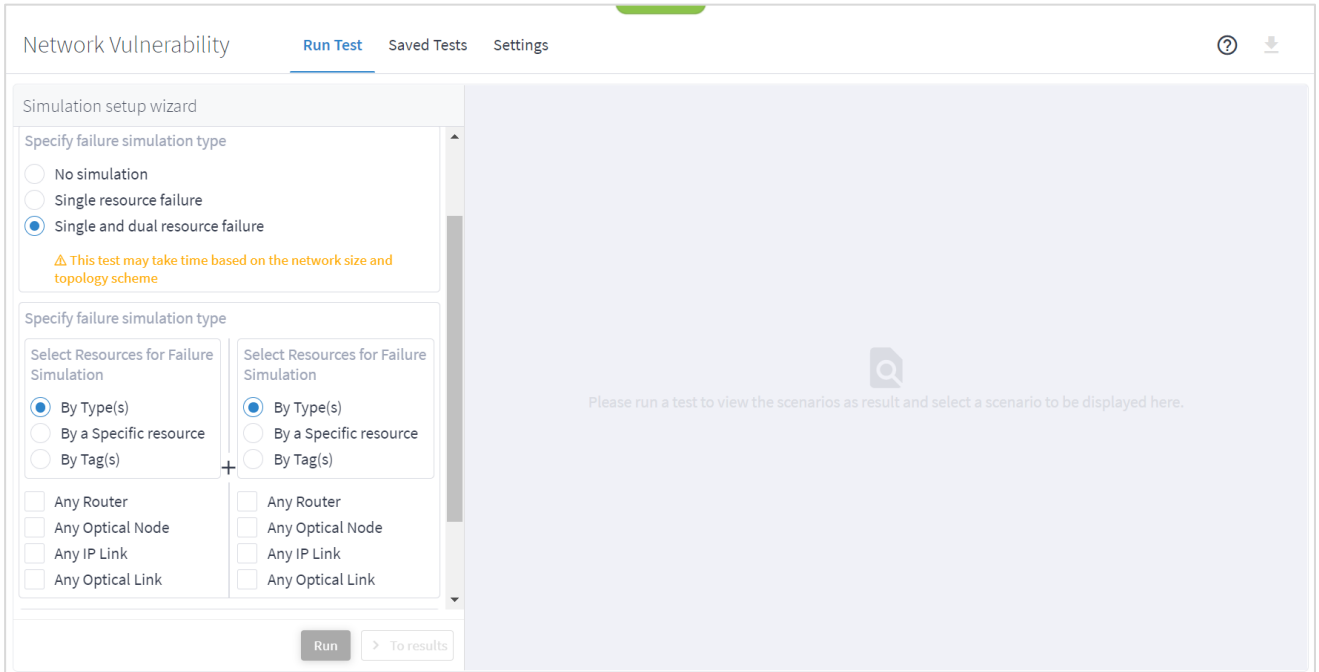 Network Vulnerability
Run Test
Saved Tests
Settings
Simulation setup wizard
Specify failure simulation type
No simulation
Single resource failure
Single and dual resource failure
⚠ This test may take time based on the network size and
topology scheme
Specify failure simulation type
Select Resources for Failure
Simulation
By Type(s)
By a Specific resource
By Tag(s)
Any Router
Any Optical Node
Any IP Link
Any Optical Link
+
Select Resources for Failure
Simulation
By Type(s)
By a Specific resource
By Tag(s)
Any Router
Any Optical Node
Any IP Link
Any Optical Link
Run
> To results
Please run a test to view the scenarios as result and select a scenario to be displayed here.